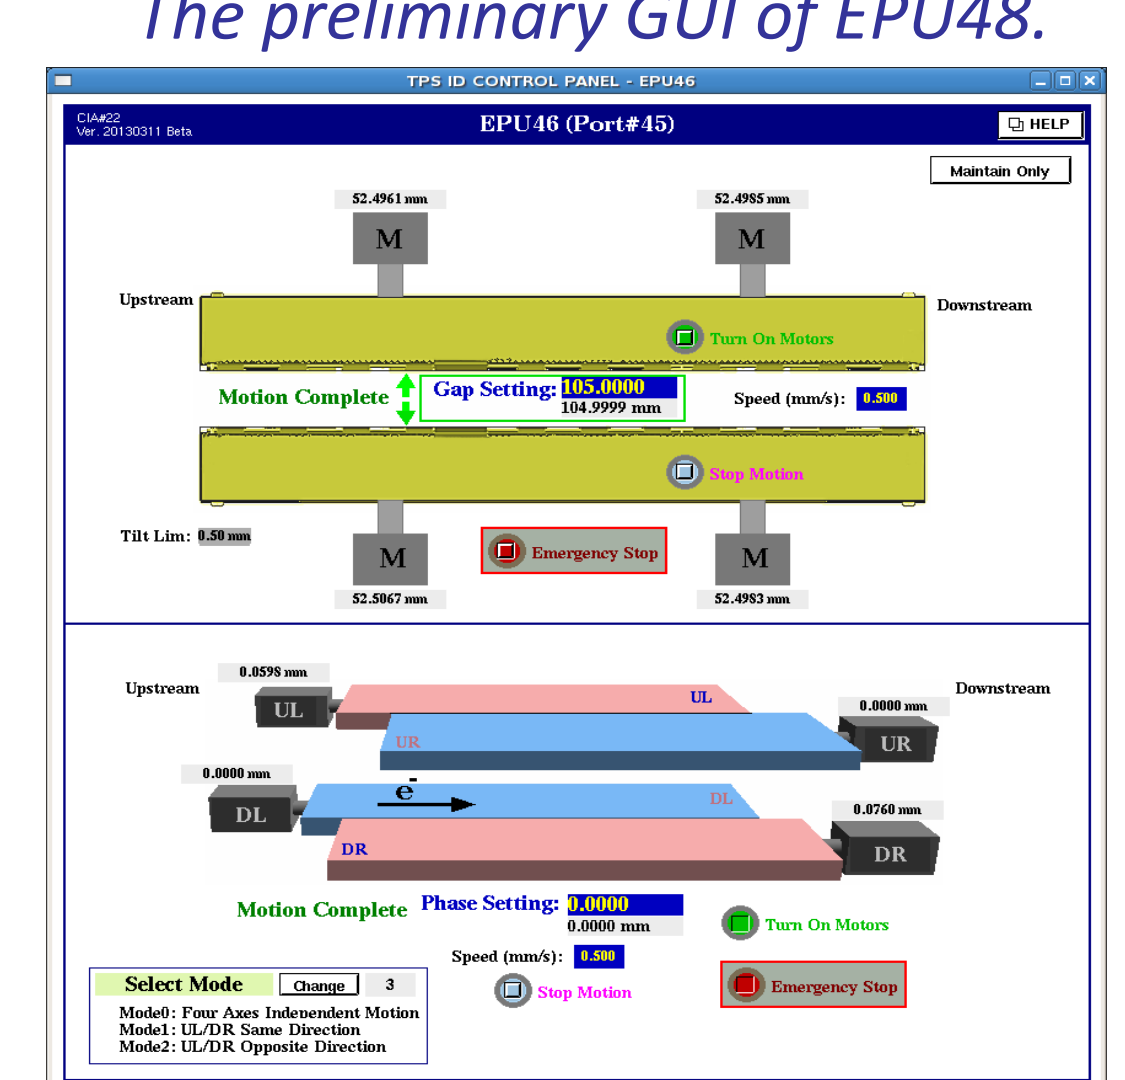 The preliminary GUI of EPU48.
TPS ID CONTROL PANEL - EPU46
CIA#22
Ver. 20130311 Beta
EPU46 (Port#45)
HELP
Maintain Only
52.4961 mm
52.4985 mm
M
M
Upstream
Downstream
Turn On Motors
Motion Complete
Gap Setting: 105.0000
104.9999 mm
Speed (mm/s): 0.500
Stop Motion
Tilt Lim: 0.50 mm
Emergency Stop
M
M
52.5067 mm
52.4983 mm
0.0598 mm
Upstream
Downstream
UL
UL
0.0000 mm
UR
UR
0.0000 mm
e-
DL
DL
0.0760 mm
DR
DR
Motion Complete
Phase Setting: 0.0000
0.0000 mm
Turn On Motors
Speed (mm/s): 0.500
Select Mode
Change
3
Stop Motion
Emergency Stop
Mode0: Four Axes Independent Motion
Mode1: UL/DR Same Direction
Mode2: UL/DR Opposite Direction